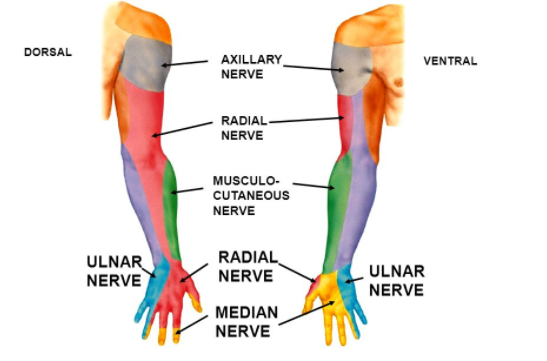 DORSAL
AXILLARY
NERVE
VENTRAL
RADIAL
NERVE
MUSCULO-
CUTANEOUS
NERVE
ULNAR
NERVE
RADIAL
NERVE
ULNAR
NERVE
MEDIAN
NERVE